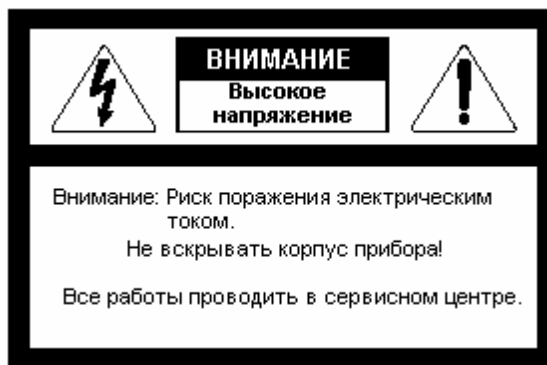 ВНИМАНИЕ
Высокое
напряжение
Внимание: Риск поражения электрическим
током.
Не вскрывать корпус прибора!
Все работы проводить в сервисном центре.